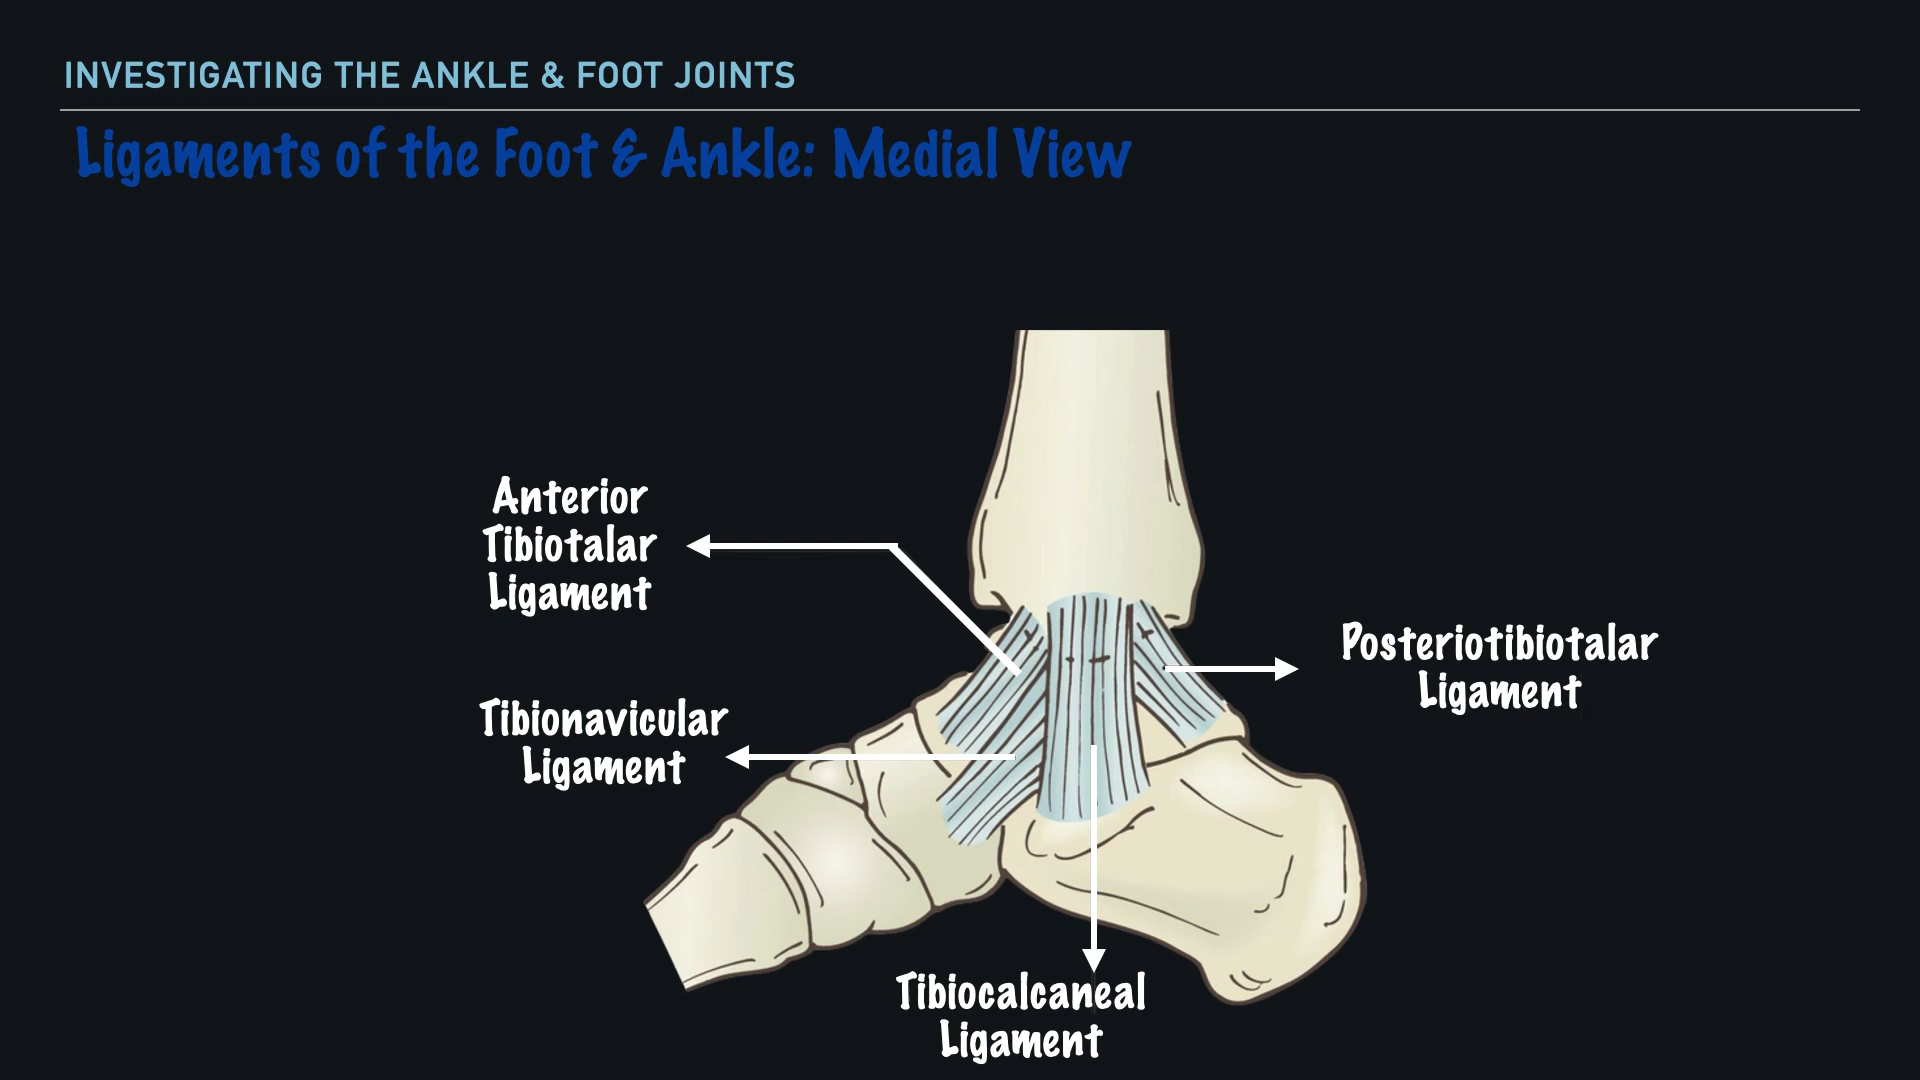 INVESTIGATING THE ANKLE & FOOT JOINTS
Ligaments of the Foot & Ankle: Medial View
Anterior
Tibiotalar
Ligament
Posteriotibiotalar
Ligament
Tibionavicular
Ligament
Tibiocalcaneal
Ligament